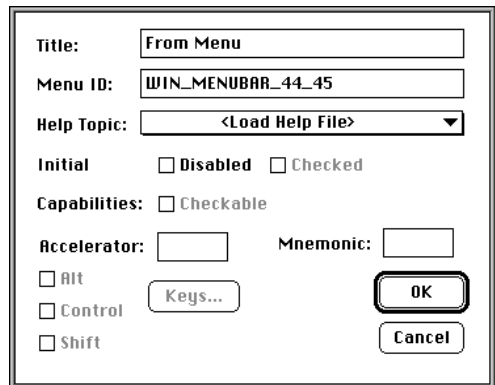 Title: From Menu
Menu ID: WIN_MENUBAR_44_45
Help Topic: <Load Help File>
Initial Disabled Checked
Capabilities: Checkable
Accelerator: Mnemonic:
Alt
Keys... OK
Control
Shift Cancel